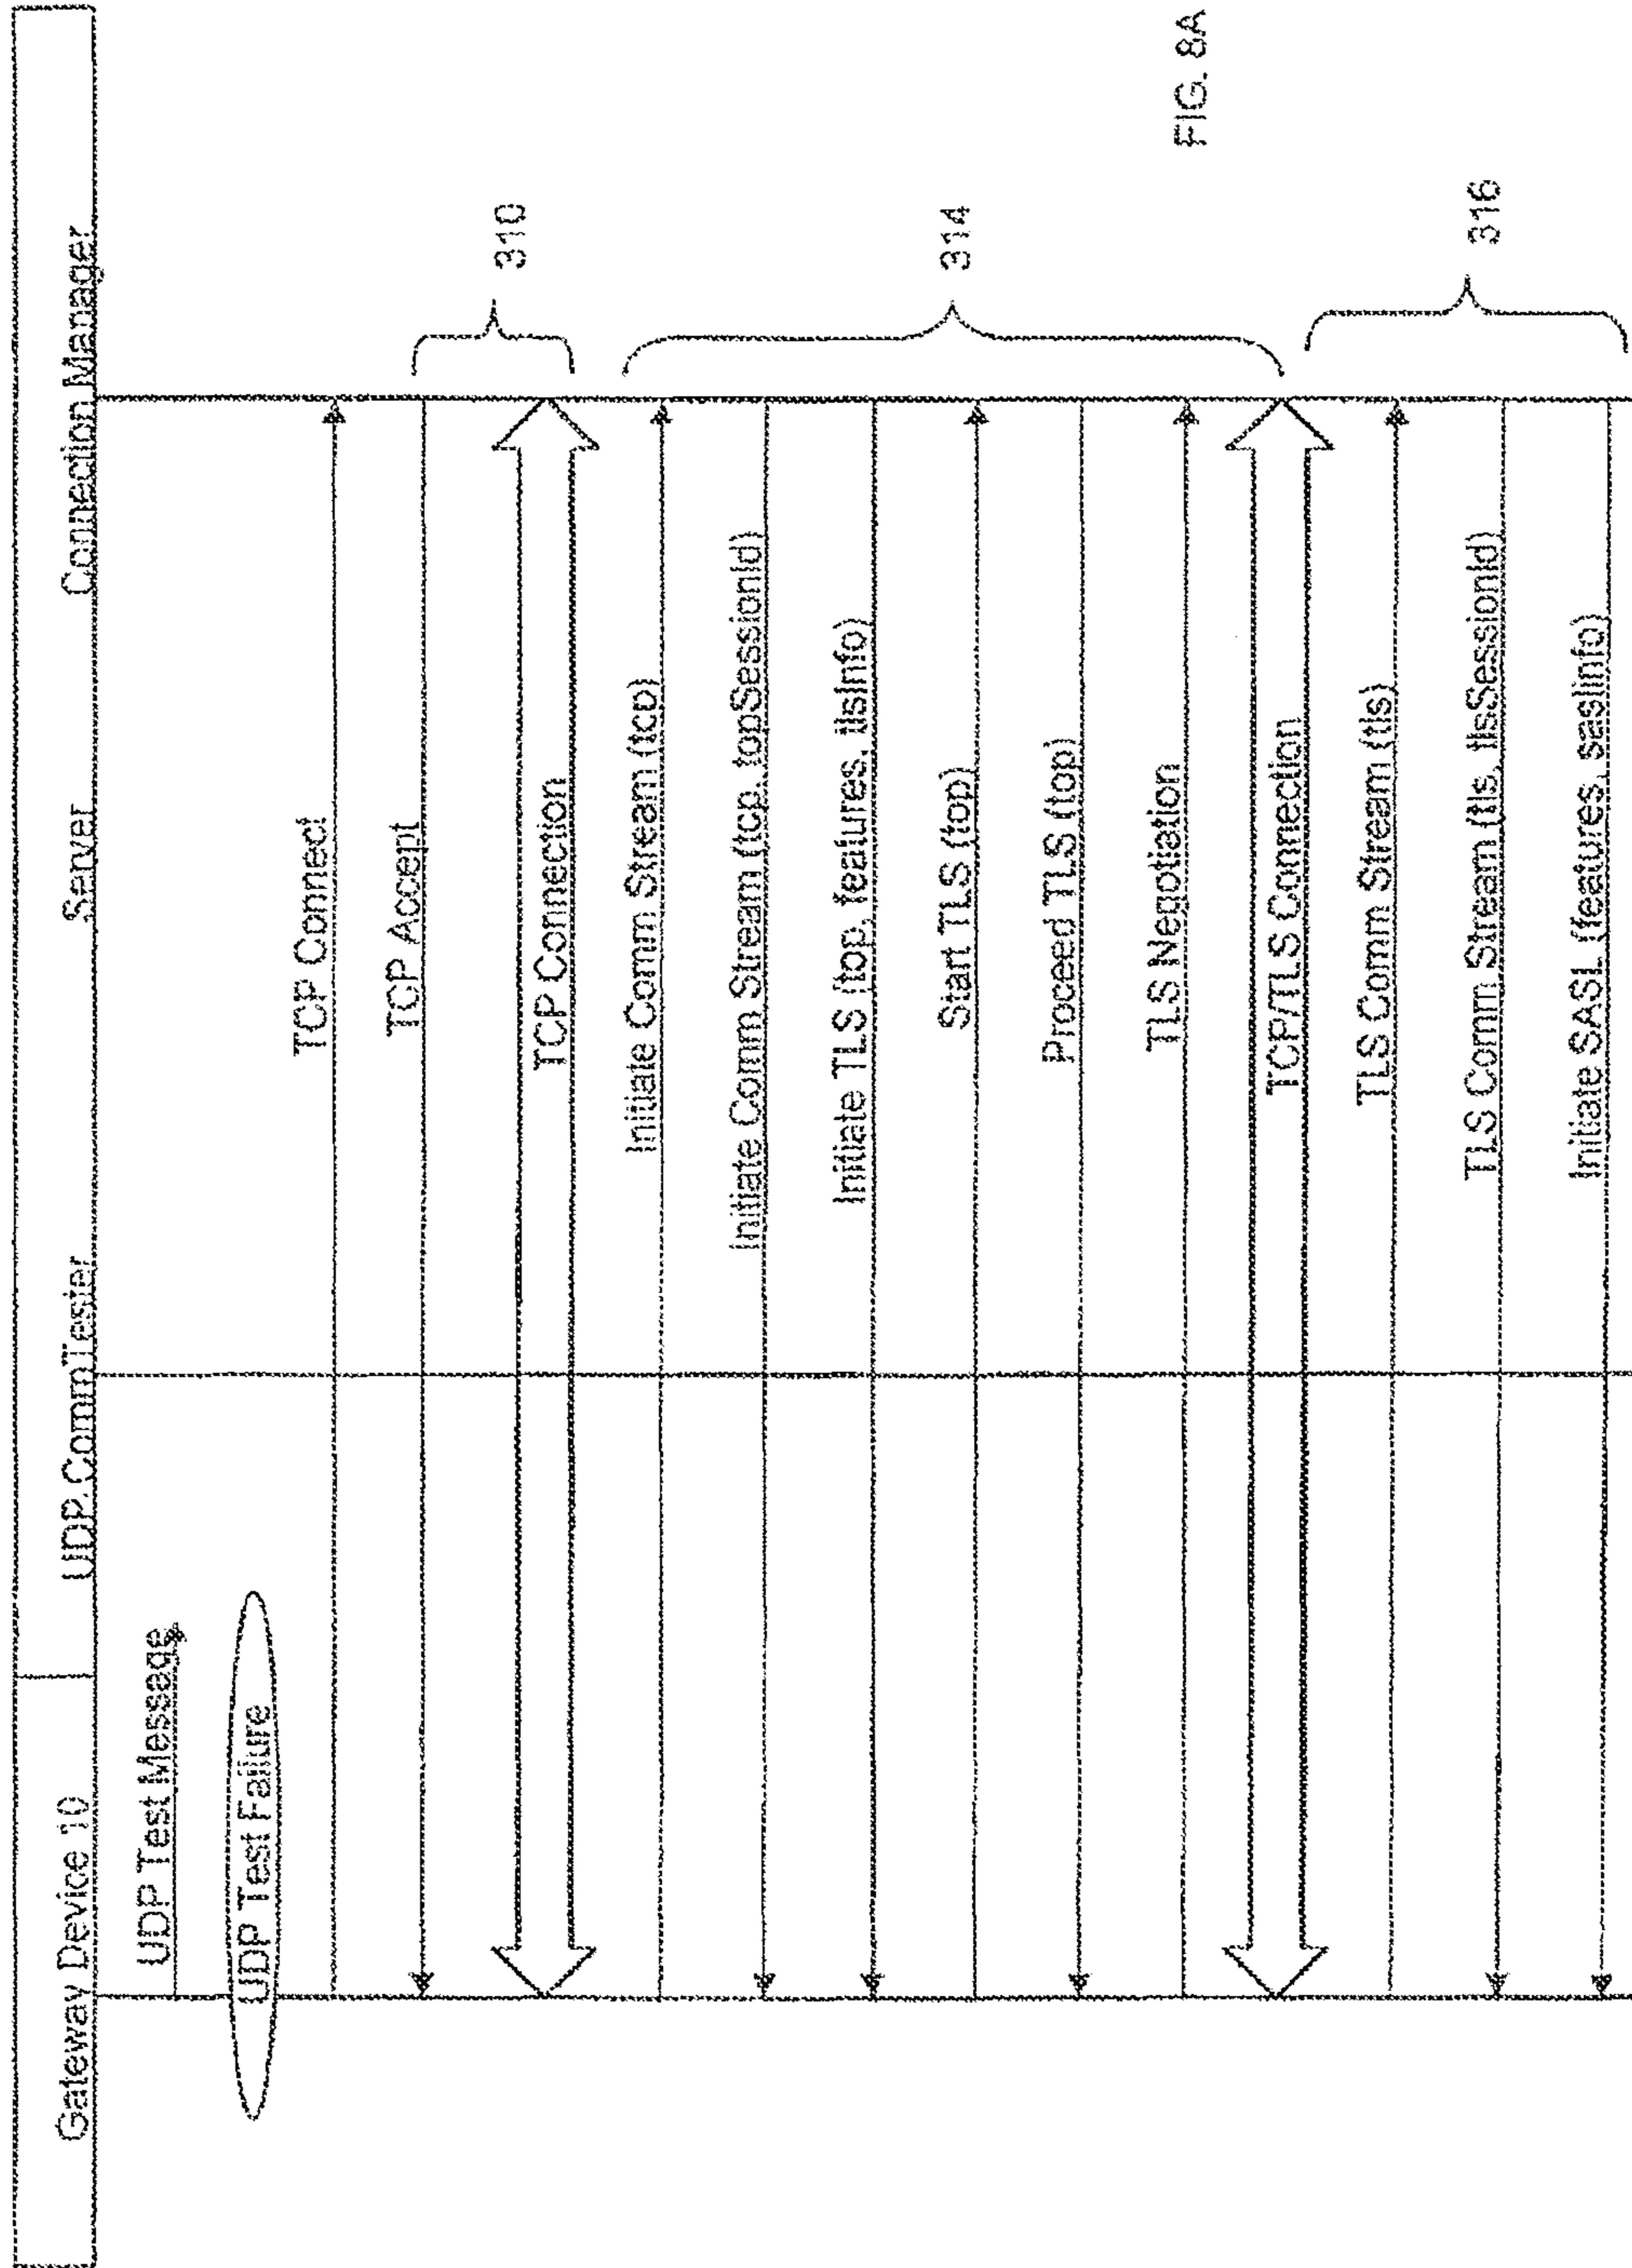 Gateway Device 10
UDP CommTester
Server
Connection Manager
UDP Test Message
UDP Test Failure
TCP Connect
TCP Accept
TCP Connection
310
Initiate Comm Stream (tcp)
Initiate Comm Stream (tcp, tcpSessionId)
Initiate TLS (tcp, features, tlsInfo)
Start TLS (tcp)
Proceed TLS (tcp)
TLS Negotiation
TCP/TLS Connection
314
TLS Comm Stream (tls)
TLS Comm Stream (tls, tlsSessionId)
Initiate SASL (features, saslinfo)
316
FIG. 8A